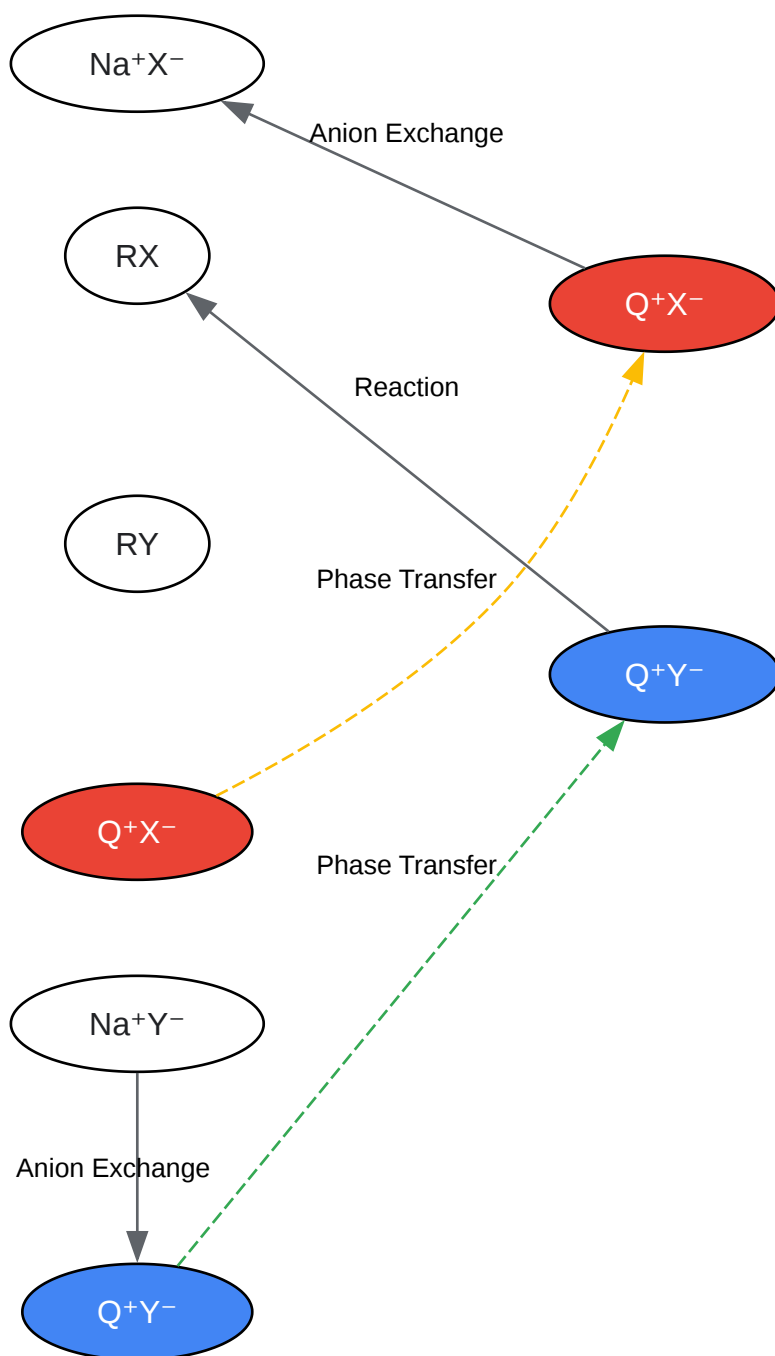 Na⁺X⁻
Anion Exchange
RX
Q⁺X⁻
Reaction
RY
Phase Transfer
Q⁺Y⁻
Q⁺X⁻
Phase Transfer
Na⁺Y⁻
Anion Exchange
Q⁺Y⁻